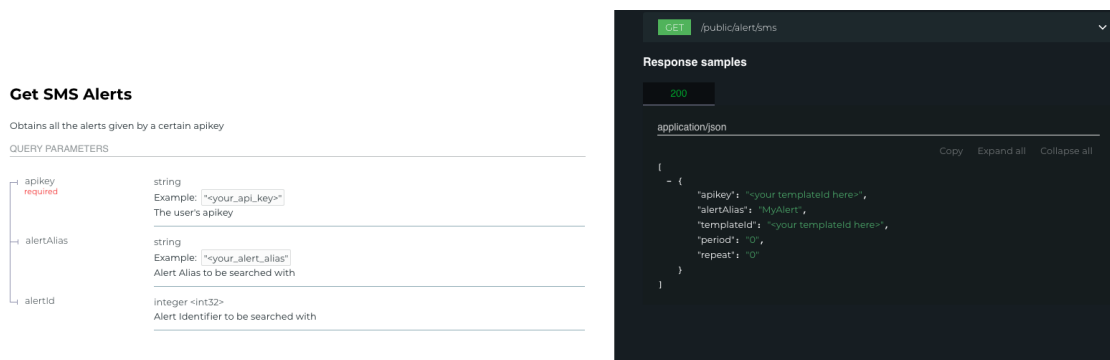 Get SMS Alerts
Obtains all the alerts given by a certain apikey
QUERY PARAMETERS
apikey
required
string
Example: "<your_api_key>"
The user's apikey
alertAlias
string
Example: "<your_alert_alias"
Alert Alias to be searched with
alertId
integer <int32>
Alert Identifier to be searched with
GET /public/alert/sms
Response samples
200
application/json
Copy Expand all Collapse all
[
- {
"apikey": "<your templateId here>",
"alertAlias": "MyAlert",
"templateId": "<your templateId here>",
"period": "0",
"repeat": "0"
}
]